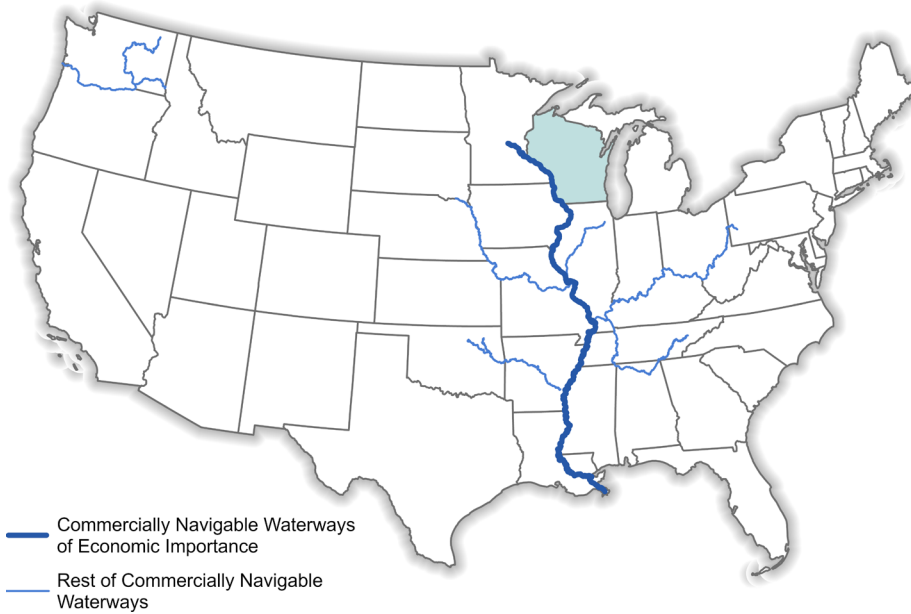 Commercially Navigable Waterways
of Economic Importance
Rest of Commercially Navigable
Waterways